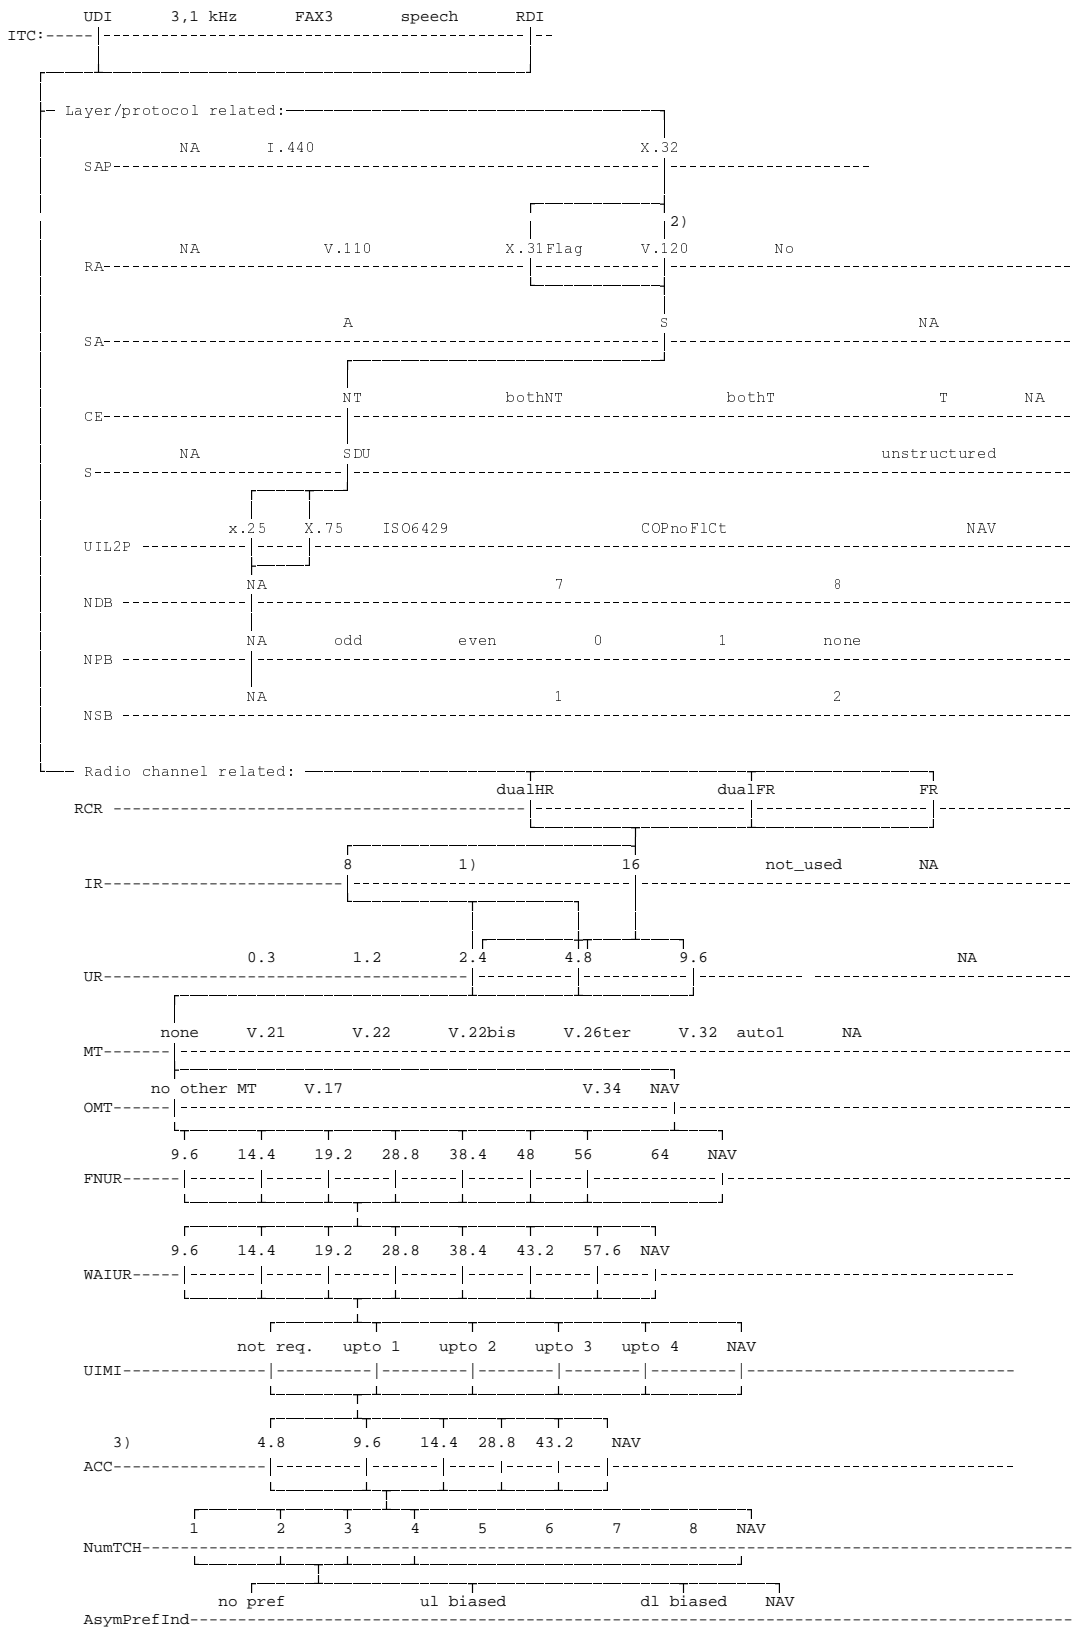 UDI 3,1 kHz FAX3 speech RDI
ITC:
Layer/protocol related:
NA I.440 X.32
SAP
2)
NA V.110 X.31Flag V.120 No
RA
A S NA
SA
NT bothNT bothT T NA
CE
NA SDU unstructured
S
x.25 X.75 ISO6429 COPnoFlCt NAV
UIL2P
NA 7 8
NDB
NA odd even 0 1 none
NPB
NA 1 2
NSB
Radio channel related:
dualHR dualFR FR
RCR
8 1) 16 not_used NA
IR
0.3 1.2 2.4 4.8 9.6 NA
UR
none V.21 V.22 V.22bis V.26ter V.32 auto1 NA
MT
no other MT V.17 V.34 NAV
OMT
9.6 14.4 19.2 28.8 38.4 48 56 64 NAV
FNUR
9.6 14.4 19.2 28.8 38.4 43.2 57.6 NAV
WAIUR
not req. upto 1 upto 2 upto 3 upto 4 NAV
UIMI
3) 4.8 9.6 14.4 28.8 43.2 NAV
ACC
1 2 3 4 5 6 7 8 NAV
NumTCH
no pref ul biased dl biased NAV
AsymPrefInd